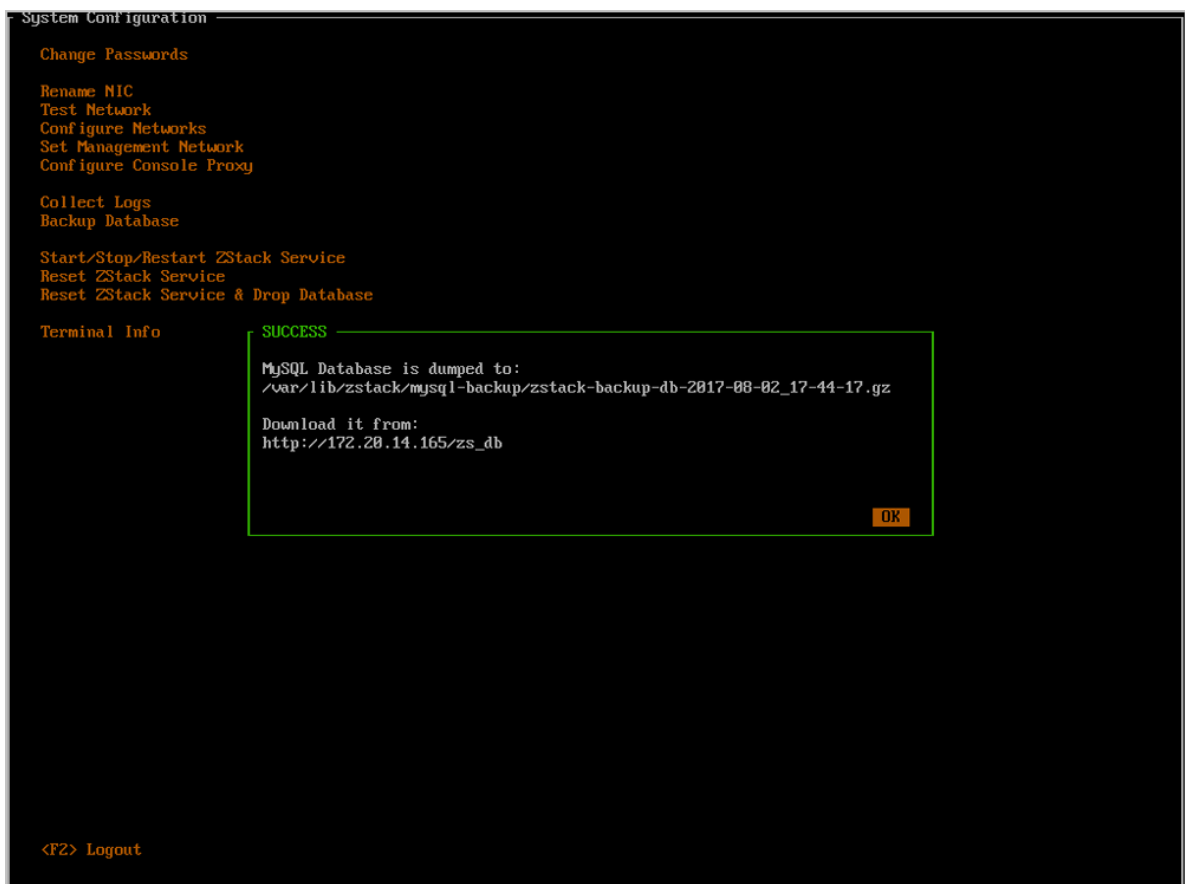 System Configuration
Change Passwords
Rename NIC
Test Network
Configure Networks
Set Management Network
Configure Console Proxy
Collect Logs
Backup Database
Start/Stop/Restart ZStack Service
Reset ZStack Service
Reset ZStack Service & Drop Database
Terminal Info
SUCCESS
MySQL Database is dumped to:
/var/lib/zstack/mysql-backup/zstack-backup-db-2017-08-02_17-44-17.gz
Download it from:
http://172.20.14.165/zs_db
OK
<F2> Logout